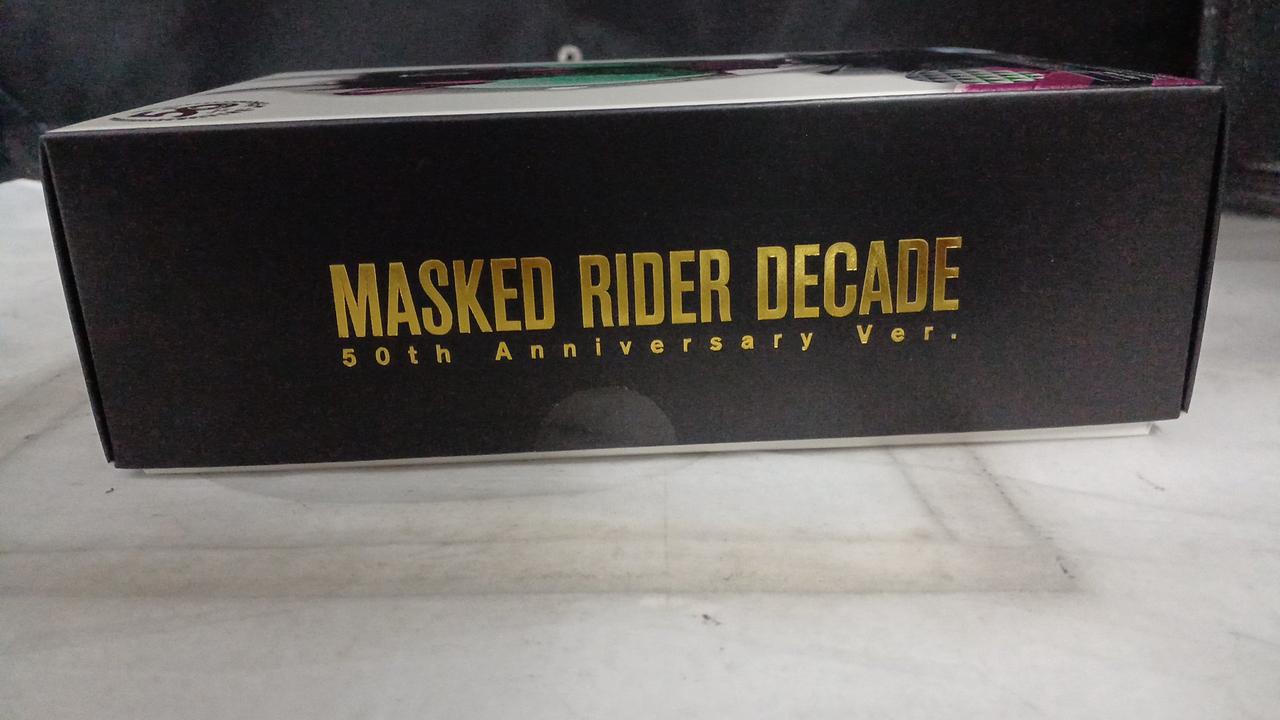 MASKED RIDER DECADE
50th Anniversary Ver.